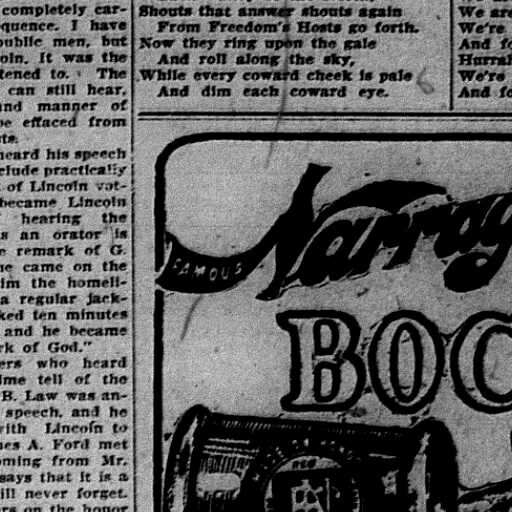 completely car-
quence. I have
public men, but
oin. It was the
tened to. The
can still hear,
and manner of
be effaced from
heard his speech
clude practically
of Lincoln vot-
became Lincoln
hearing the
s an orator is
e remark of G.
he came on the
him the homeli-
a regular jack-
ked ten minutes
and he became
rk of God."
ers who heard
ime tell of the
B. Law was an-
speech, and he
with Lincoln to
es A. Ford met
oming from Mr.
says that it is a
ill never forget.
rs on the honor
Shouts that answer shouts again
From Freedom's Hosts go forth.
Now they ring upon the gale
And roll along the sky,
While every coward cheek is pale
And dim each coward eye.
We are
We're
And fo
Hurrah
We're
And fo
FAMOUS
Narrag
BOC